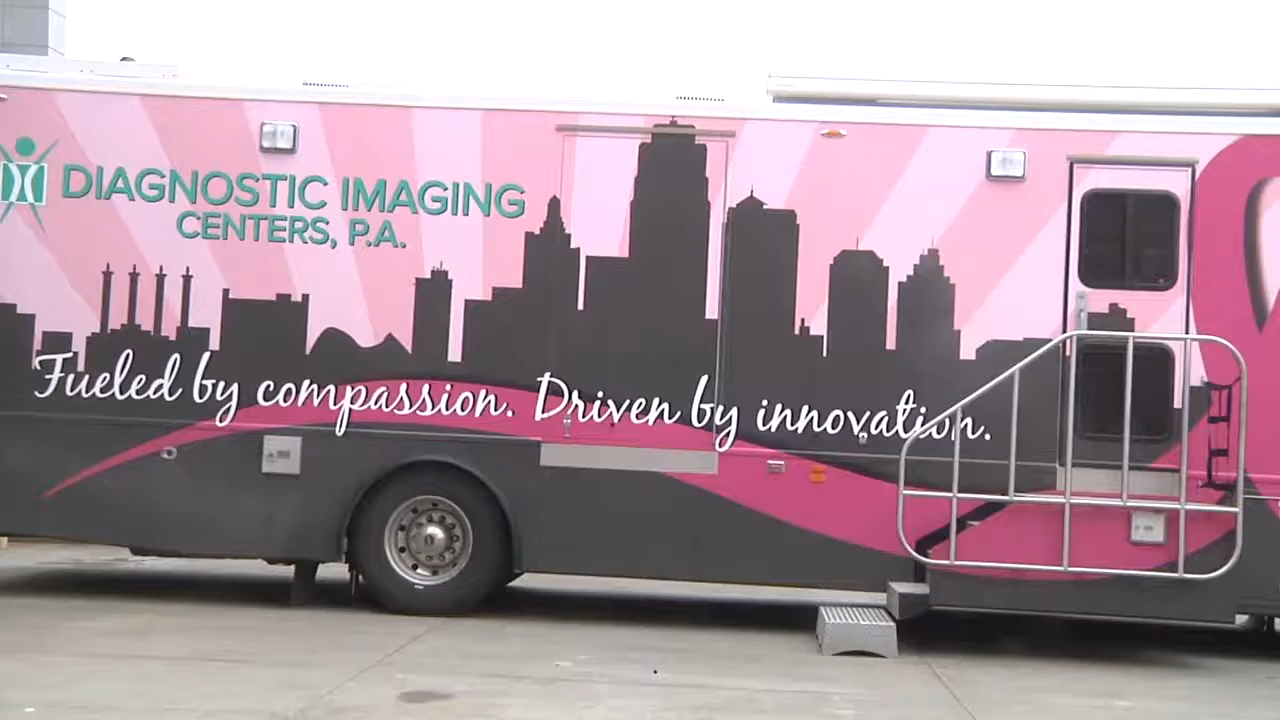 DIAGNOSTIC IMAGING
CENTERS, P.A.
Fueled by compassion. Driven by innovation.